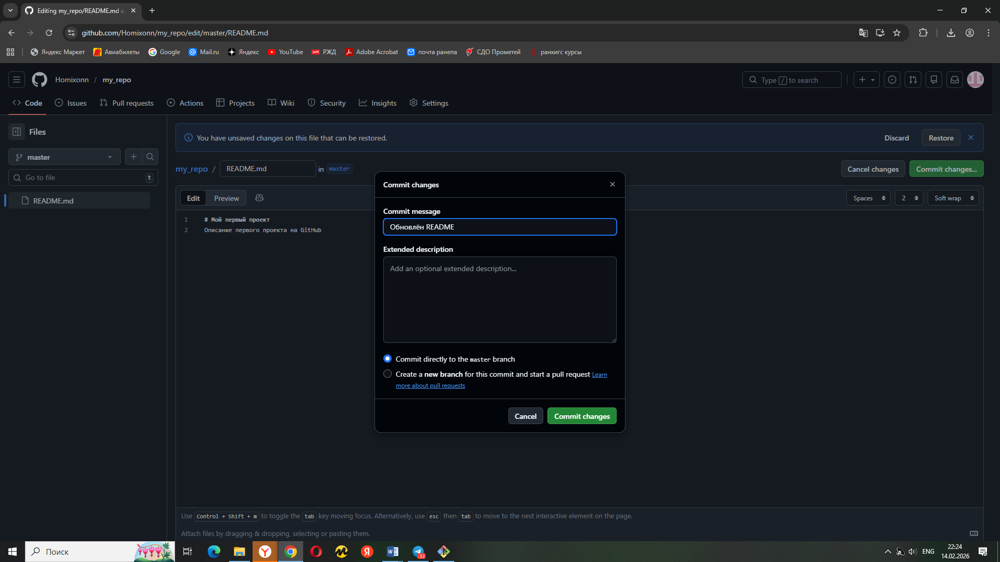 Editing my_repo/README.md a
github.com/Homixonn/my_repo/edit/master/README.md
Яндекс Маркет
Авиабилеты
Google
Mail.ru
Яндекс
YouTube
РЖД
Adobe Acrobat
почта ранепа
СДО Прометей
ранхигс курсы
Homixonn / my_repo
Type / to search
Code
Issues
Pull requests
Actions
Projects
Wiki
Security
Insights
Settings
Files
master
Go to file
t
README.md
You have unsaved changes on this file that can be restored.
Discard
Restore
my_repo / README.md in master
Cancel changes
Commit changes...
Edit
Preview
Spaces
2
Soft wrap
1 # Мой первый проект
2 Описание первого проекта на GitHub
Commit changes
Commit message
Обновлён README
Extended description
Add an optional extended description...
Commit directly to the master branch
Create a new branch for this commit and start a pull request Learn
more about pull requests
Cancel
Commit changes
Use Control + Shift + m to toggle the tab key moving focus. Alternatively, use esc then tab to move to the next interactive element on the page.
Attach files by dragging & dropping, selecting or pasting them.
Поиск
ENG
22:24
14.02.2026